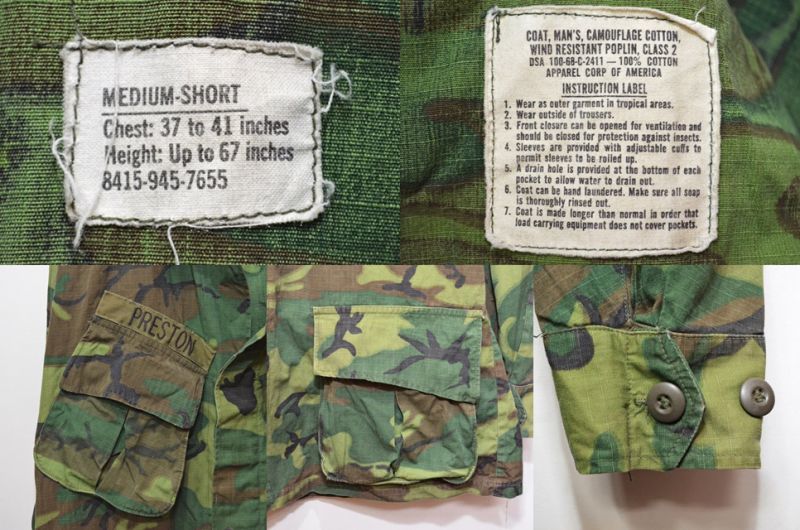 MEDIUM-SHORT
Chest: 37 to 41 inches
Height: Up to 67 inches
8415-945-7655
COAT, MAN'S, CAMOUFLAGE COTTON,
WIND RESISTANT POPLIN, CLASS 2
DSA 100-68-C-2411 — 100% COTTON
APPAREL CORP OF AMERICA
INSTRUCTION LABEL
1. Wear as outer garment in tropical areas.
2. Wear outside of trousers.
3. Front closure can be opened for ventilation and
should be closed for protection against insects.
4. Sleeves are provided with adjustable cuffs to
permit sleeves to be rolled up.
5. A drain hole is provided at the bottom of each
pocket to allow water to drain out.
6. Coat can be hand laundered. Make sure all soap
is thoroughly rinsed out.
7. Coat is made longer than normal in order that
load carrying equipment does not cover pockets.
PRESTON